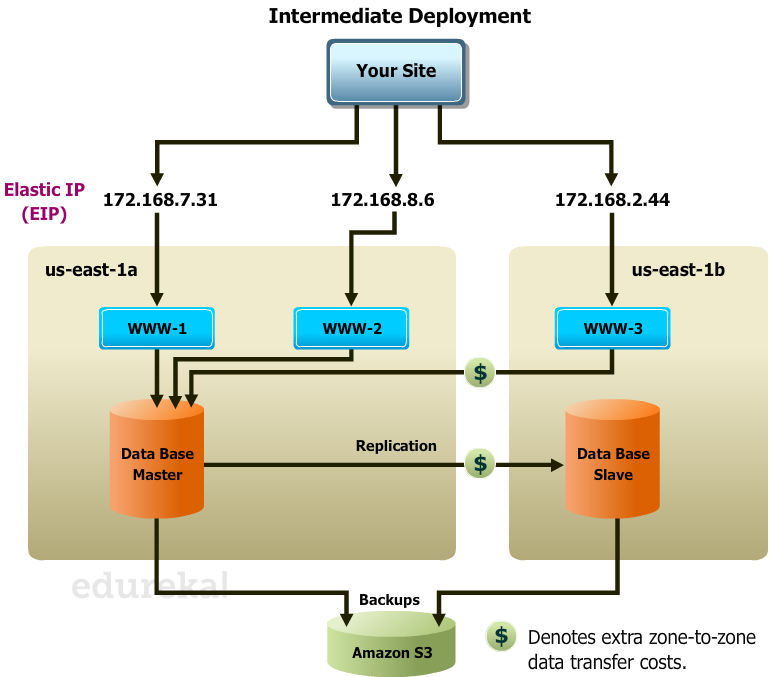 Intermediate Deployment
Your Site
Elastic IP
(EIP)
172.168.7.31
172.168.8.6
172.168.2.44
us-east-1a
us-east-1b
WWW-1
WWW-2
WWW-3
$
Data Base
Master
Replication
$
Data Base
Slave
edureka!
Backups
Amazon S3
$
Denotes extra zone-to-zone
data transfer costs.